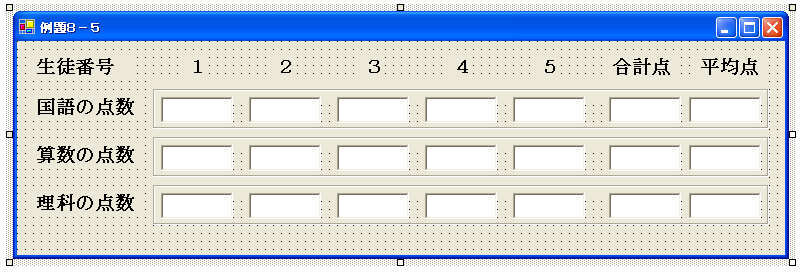 例題8－5
生徒番号 1 2 3 4 5 合計点 平均点
国語の点数
算数の点数
理科の点数